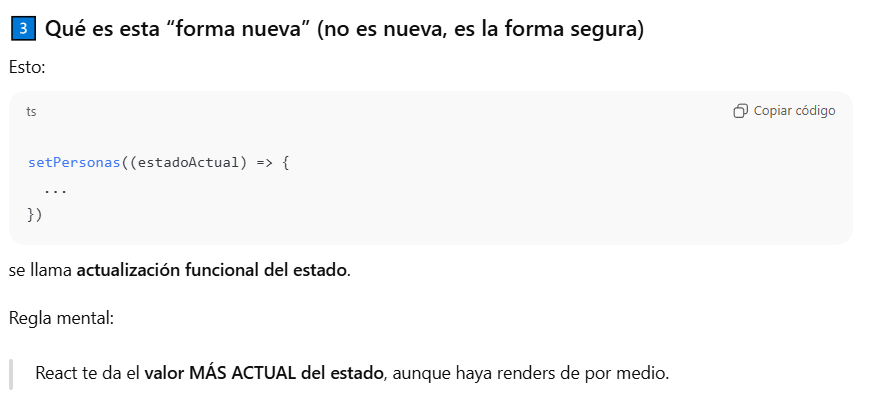 3 Qué es esta “forma nueva” (no es nueva, es la forma segura)
Esto:
ts
Copiar código
setPersonas((estadoActual) => {
  ...
})
se llama actualización funcional del estado.
Regla mental:
React te da el valor MÁS ACTUAL del estado, aunque haya renders de por medio.